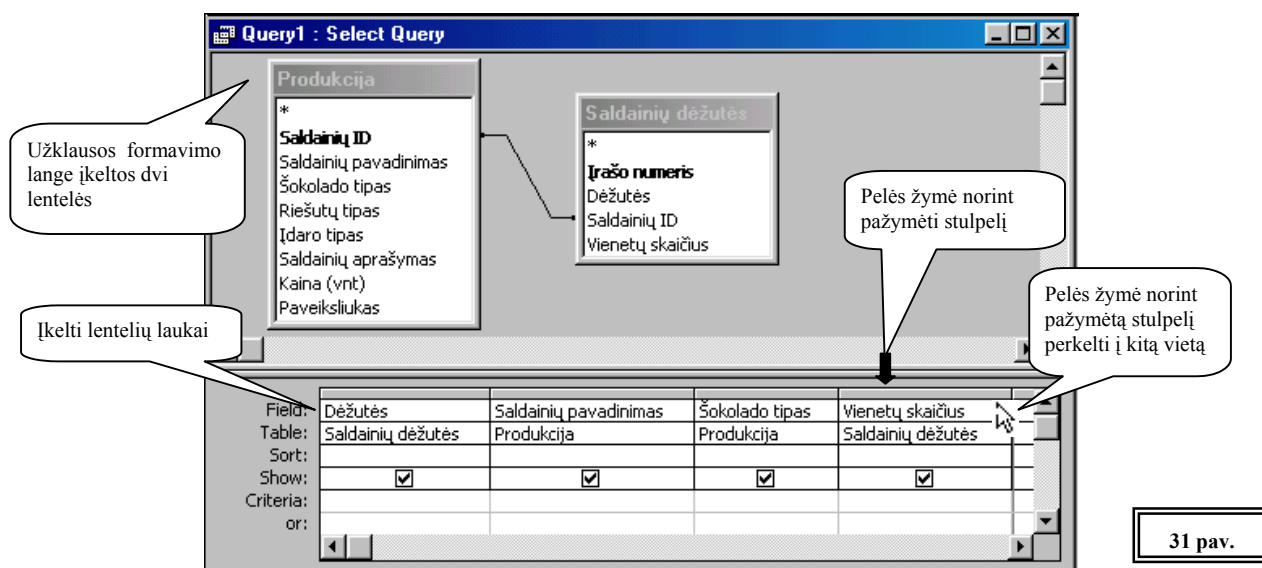 Query1 : Select Query
Užklausos formavimo
lange įkeltos dvi
lentelės
Produkcija
*
Saldainių ID
Saldainių pavadinimas
Šokolado tipas
Riešutų tipas
Įdaro tipas
Saldainių aprašymas
Kaina (vnt)
Paveiksliukas
Saldainių dėžutės
*
Įrašo numeris
Dėžutės
Saldainių ID
Vienetų skaičius
Pelės žymė norint
pažymėti stulpelį
Pelės žymė norint
pažymėtą stulpelį
perkelti į kitą vietą
Įkelti lentelių laukai
Field: Dėžutės Saldainių pavadinimas Šokolado tipas Vienetų skaičius
Table: Saldainių dėžutės Produkcija Produkcija Saldainių dėžutės
Sort:
Show:
Criteria:
or:
31 pav.